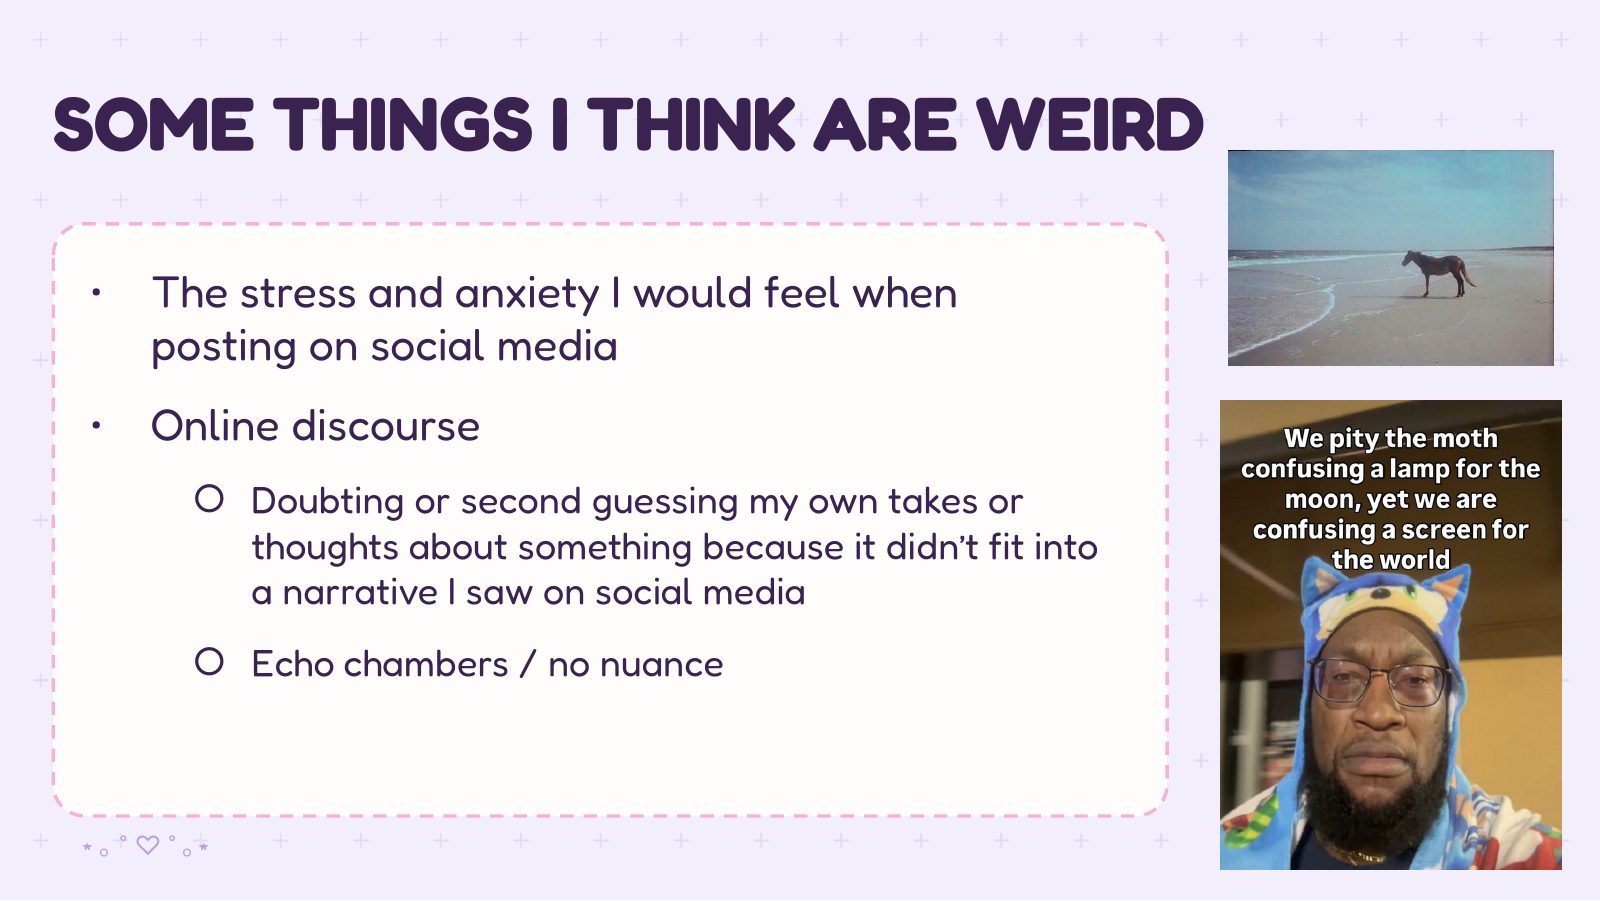 SOME THINGS I THINK ARE WEIRD
• The stress and anxiety I would feel when
posting on social media
• Online discourse
○ Doubting or second guessing my own takes or
thoughts about something because it didn't fit into
a narrative I saw on social media
○ Echo chambers / no nuance
We pity the moth
confusing a lamp for the
moon, yet we are
confusing a screen for
the world